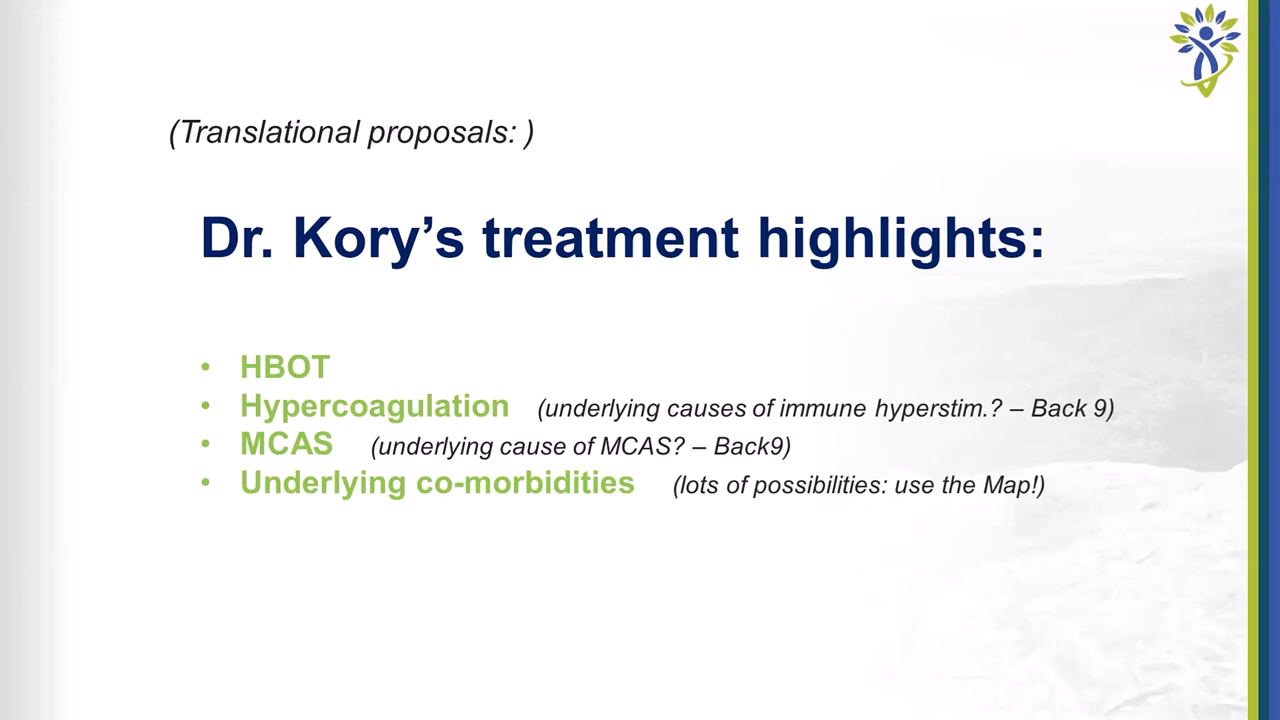 (Translational proposals: )
Dr. Kory’s treatment highlights:
• HBOT
• Hypercoagulation (underlying causes of immune hyperstim.? – Back 9)
• MCAS (underlying cause of MCAS? – Back9)
• Underlying co-morbidities (lots of possibilities: use the Map!)